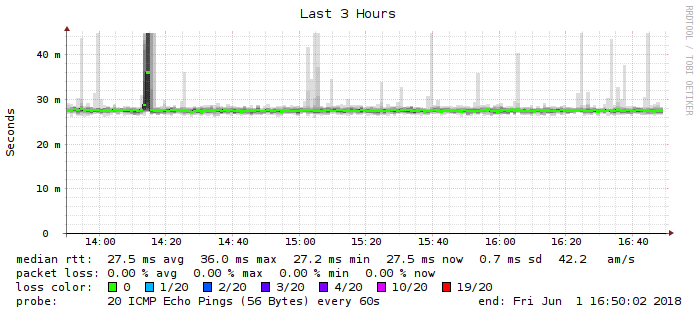 Last 3 Hours
RRDTOOL / TOBI OETIKER
Seconds
40 m
30 m
20 m
10 m
0
14:00 14:20 14:40 15:00 15:20 15:40 16:00 16:20 16:40
median rtt: 27.5 ms avg 36.0 ms max 27.2 ms min 27.5 ms now 0.7 ms sd 42.2 am/s
packet loss: 0.00 % avg 0.00 % max 0.00 % min 0.00 % now
loss color: 0 1/20 2/20 3/20 4/20 10/20 19/20
probe: 20 ICMP Echo Pings (56 Bytes) every 60s end: Fri Jun 1 16:50:02 2018